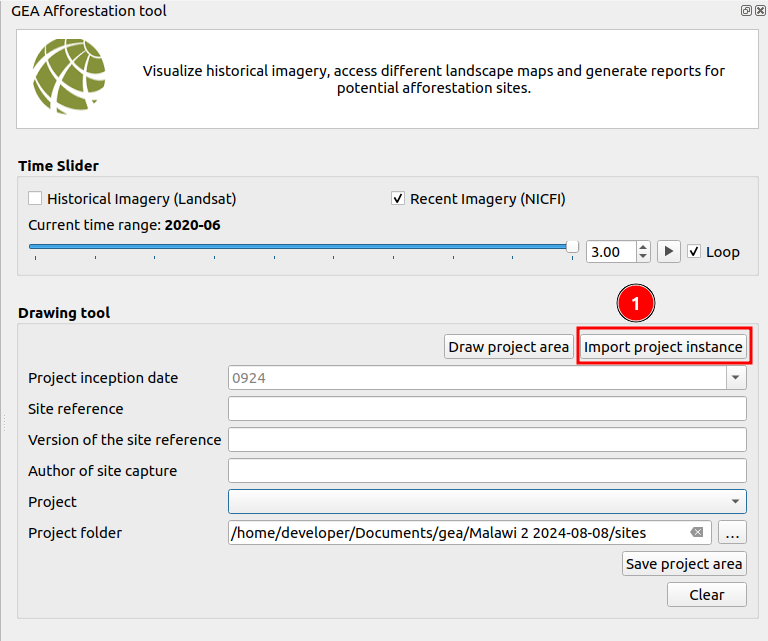 GEA Afforestation tool
Visualize historical imagery, access different landscape maps and generate reports for
potential afforestation sites.
Time Slider
Historical Imagery (Landsat)
Recent Imagery (NICFI)
Current time range: 2020-06
3.00
Loop
Drawing tool
1
Draw project area
Import project instance
Project inception date
0924
Site reference
Version of the site reference
Author of site capture
Project
Project folder
/home/developer/Documents/gea/Malawi 2 2024-08-08/sites
...
Save project area
Clear